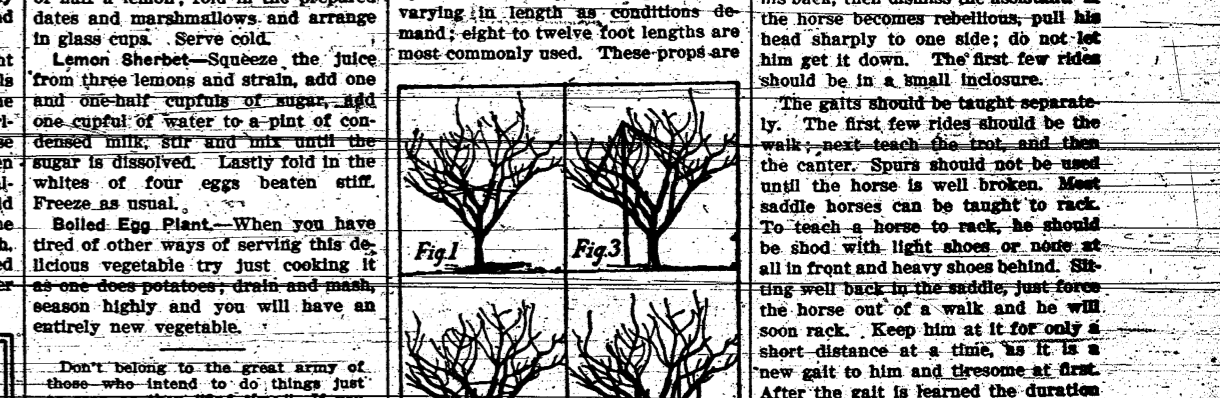 of half a lemon; fold in the prepared
dates and marshmallows and arrange
in glass cups. Serve cold.
Lemon Sherbet—Squeeze the juice
from three lemons and strain, add one
and one-half cupfuls of sugar, add
one cupful of water to a pint of con-
densed milk, stir and mix until the
sugar is dissolved. Lastly fold in the
whites of four eggs beaten stiff.
Freeze as usual.
Boiled Egg Plant.—When you have
tired of other ways of serving this de-
licious vegetable try just cooking it
as one does potatoes; drain and mash,
season highly and you will have an
entirely new vegetable.
Don't belong to the great army of
those who intend to do things just
varying in length as conditions de-
mand; eight to twelve foot lengths are
most commonly used. These props are
Fig.1
Fig.3
his back, then dismiss the assistant. If
the horse becomes rebellious, pull his
head sharply to one side; do not let
him get it down. The first few rides
should be in a small inclosure.
The gaits should be taught separate-
ly. The first few rides should be the
walk; next teach the trot, and then
the canter. Spurs should not be used
until the horse is well broken. Most
saddle horses can be taught to rack.
To teach a horse to rack, he should
be shod with light shoes or none at
all in front and heavy shoes behind. Sit-
ting well back in the saddle, just force
the horse out of a walk and he will
soon rack. Keep him at it for only a
short distance at a time, as it is a
new gait to him and tiresome at first.
After the gait is learned the duration